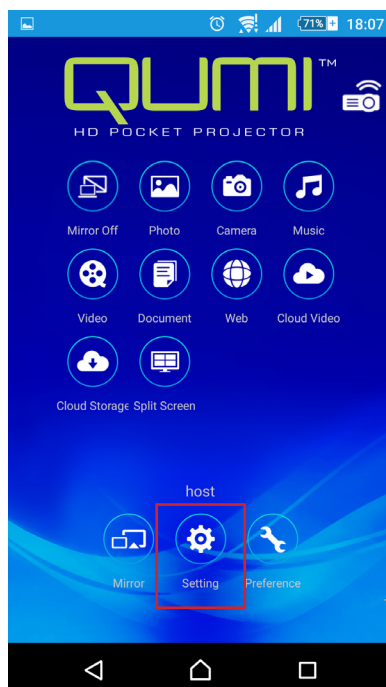 71% 18:07
QUMI™
HD POCKET PROJECTOR
Mirror Off Photo Camera Music
Video Document Web Cloud Video
Cloud Storage Split Screen
host
Mirror Setting Preference